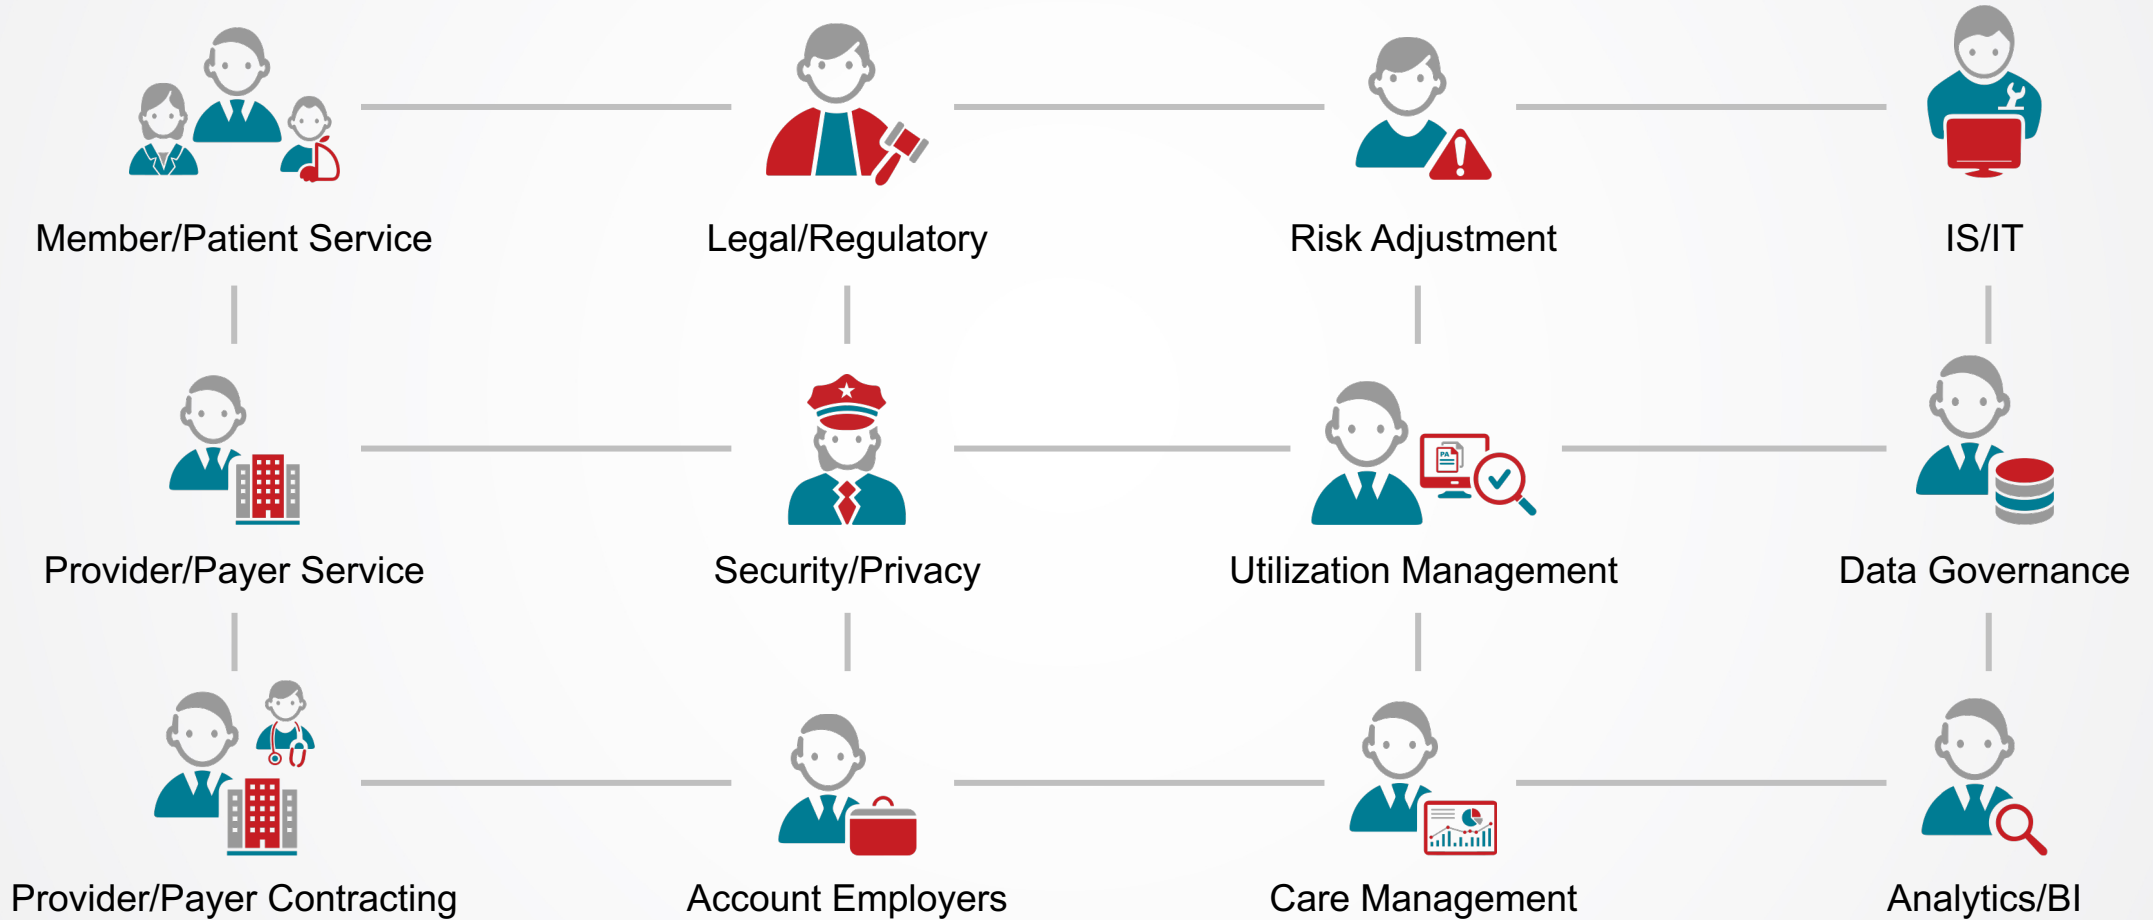 Member/Patient Service
Legal/Regulatory
Risk Adjustment
IS/IT
PA
Provider/Payer Service
Security/Privacy
Utilization Management
Data Governance
Provider/Payer Contracting
Account Employers
Care Management
Analytics/BI